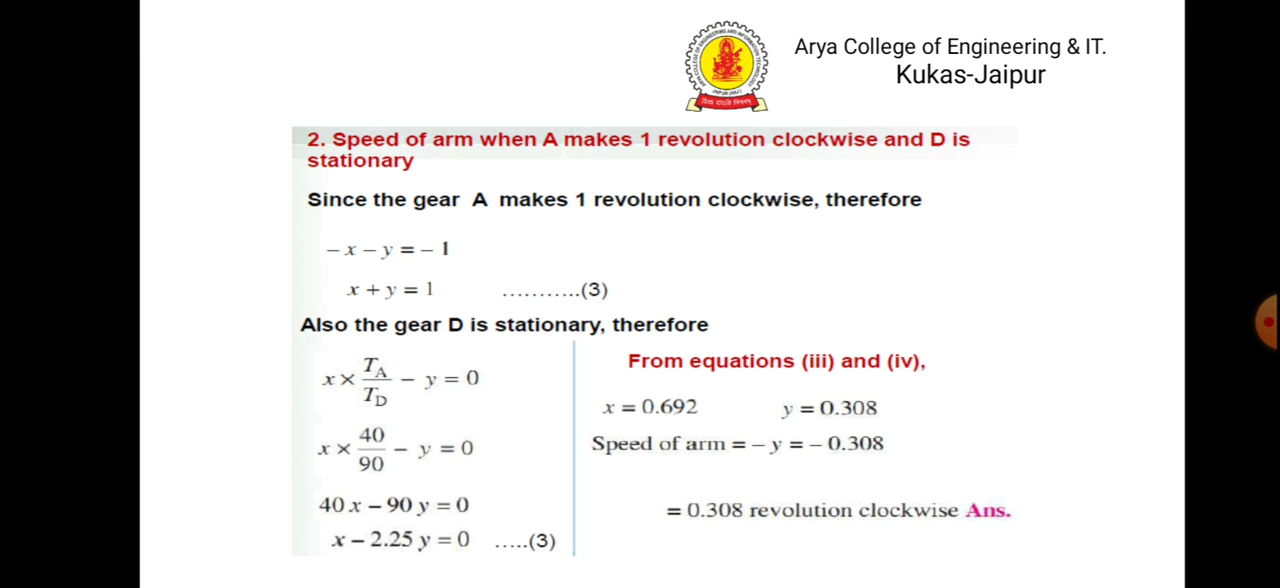 Arya College of Engineering & IT.
Kukas-Jaipur
2. Speed of arm when A makes 1 revolution clockwise and D is
stationary
Since the gear A makes 1 revolution clockwise, therefore
– x – y = – 1
x + y = 1 ...........(3)
Also the gear D is stationary, therefore
x × T_A/T_D – y = 0
x × 40/90 – y = 0
40 x – 90 y = 0
x – 2.25 y = 0 .....(3)
From equations (iii) and (iv),
x = 0.692 y = 0.308
Speed of arm = – y = – 0.308
= 0.308 revolution clockwise Ans.